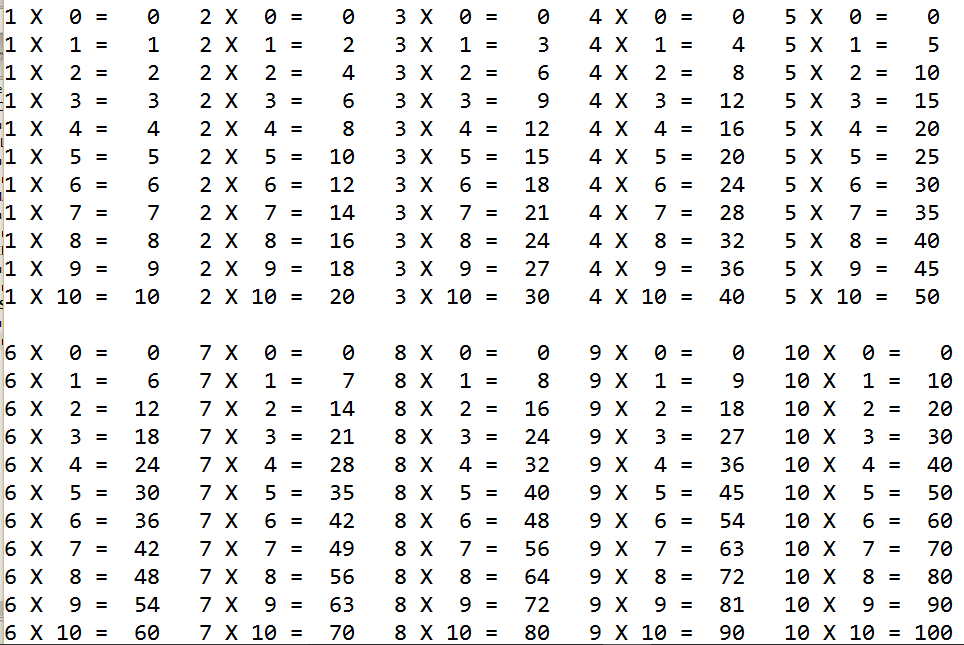 1 X  0 =   0   2 X  0 =   0   3 X  0 =   0   4 X  0 =   0   5 X  0 =   0
1 X  1 =   1   2 X  1 =   2   3 X  1 =   3   4 X  1 =   4   5 X  1 =   5
1 X  2 =   2   2 X  2 =   4   3 X  2 =   6   4 X  2 =   8   5 X  2 =  10
1 X  3 =   3   2 X  3 =   6   3 X  3 =   9   4 X  3 =  12   5 X  3 =  15
1 X  4 =   4   2 X  4 =   8   3 X  4 =  12   4 X  4 =  16   5 X  4 =  20
1 X  5 =   5   2 X  5 =  10   3 X  5 =  15   4 X  5 =  20   5 X  5 =  25
1 X  6 =   6   2 X  6 =  12   3 X  6 =  18   4 X  6 =  24   5 X  6 =  30
1 X  7 =   7   2 X  7 =  14   3 X  7 =  21   4 X  7 =  28   5 X  7 =  35
1 X  8 =   8   2 X  8 =  16   3 X  8 =  24   4 X  8 =  32   5 X  8 =  40
1 X  9 =   9   2 X  9 =  18   3 X  9 =  27   4 X  9 =  36   5 X  9 =  45
1 X 10 =  10   2 X 10 =  20   3 X 10 =  30   4 X 10 =  40   5 X 10 =  50
6 X  0 =   0   7 X  0 =   0   8 X  0 =   0   9 X  0 =   0   10 X  0 =   0
6 X  1 =   6   7 X  1 =   7   8 X  1 =   8   9 X  1 =   9   10 X  1 =  10
6 X  2 =  12   7 X  2 =  14   8 X  2 =  16   9 X  2 =  18   10 X  2 =  20
6 X  3 =  18   7 X  3 =  21   8 X  3 =  24   9 X  3 =  27   10 X  3 =  30
6 X  4 =  24   7 X  4 =  28   8 X  4 =  32   9 X  4 =  36   10 X  4 =  40
6 X  5 =  30   7 X  5 =  35   8 X  5 =  40   9 X  5 =  45   10 X  5 =  50
6 X  6 =  36   7 X  6 =  42   8 X  6 =  48   9 X  6 =  54   10 X  6 =  60
6 X  7 =  42   7 X  7 =  49   8 X  7 =  56   9 X  7 =  63   10 X  7 =  70
6 X  8 =  48   7 X  8 =  56   8 X  8 =  64   9 X  8 =  72   10 X  8 =  80
6 X  9 =  54   7 X  9 =  63   8 X  9 =  72   9 X  9 =  81   10 X  9 =  90
6 X 10 =  60   7 X 10 =  70   8 X 10 =  80   9 X 10 =  90   10 X 10 = 100